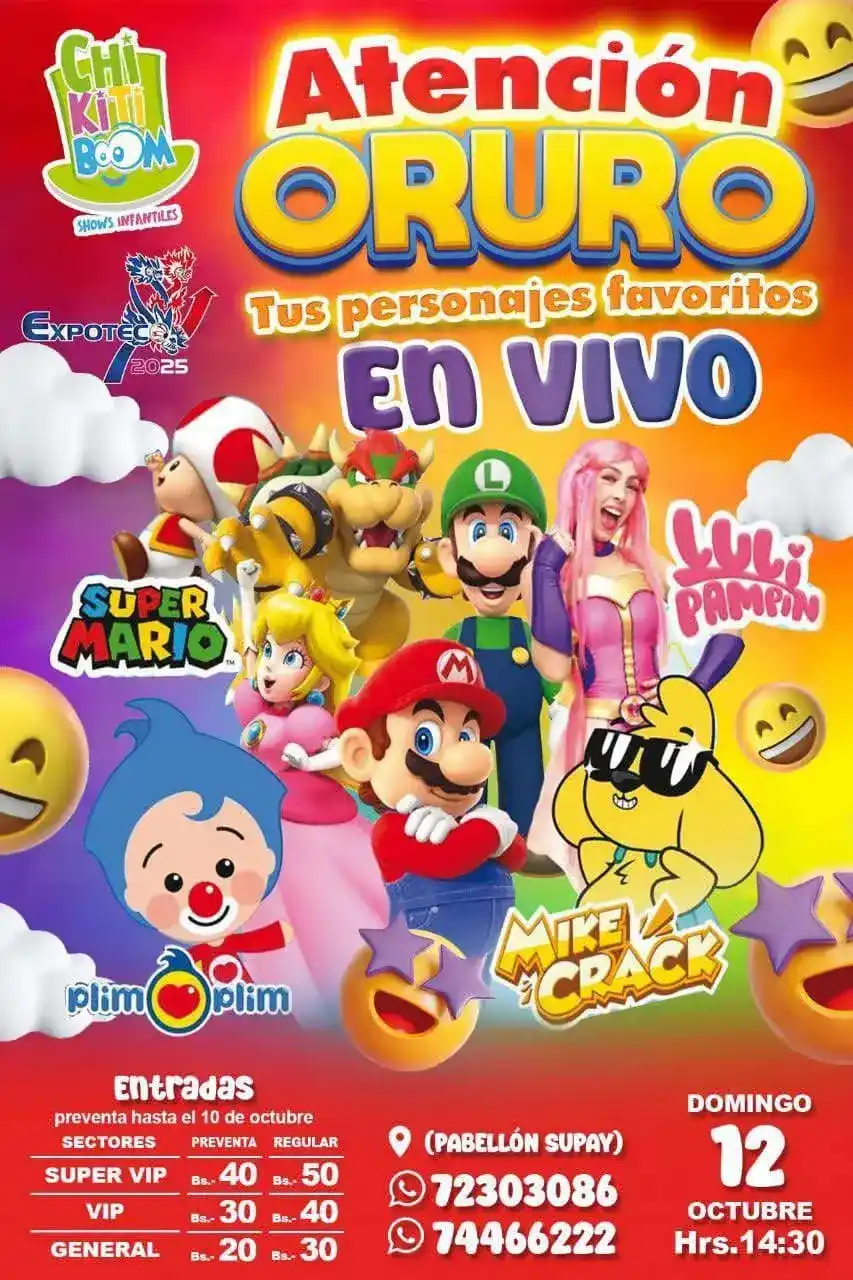 CHI
KITI
BOOM
SHOWS INFANTILES
EXPOTECO
2025
Atención
ORURO
Tus personajes favoritos
EN VIVO
L
SUPER
MARIO™
LULI
PAMPIN
M
plim plim
MIKE
CRACK
Entradas
preventa hasta el 10 de octubre
SECTORES PREVENTA REGULAR
SUPER VIP Bs.- 40 Bs.- 50
VIP Bs.- 30 Bs.- 40
GENERAL Bs.- 20 Bs.- 30
(PABELLÓN SUPAY)
72303086
74466222
DOMINGO
12
OCTUBRE
Hrs.14:30